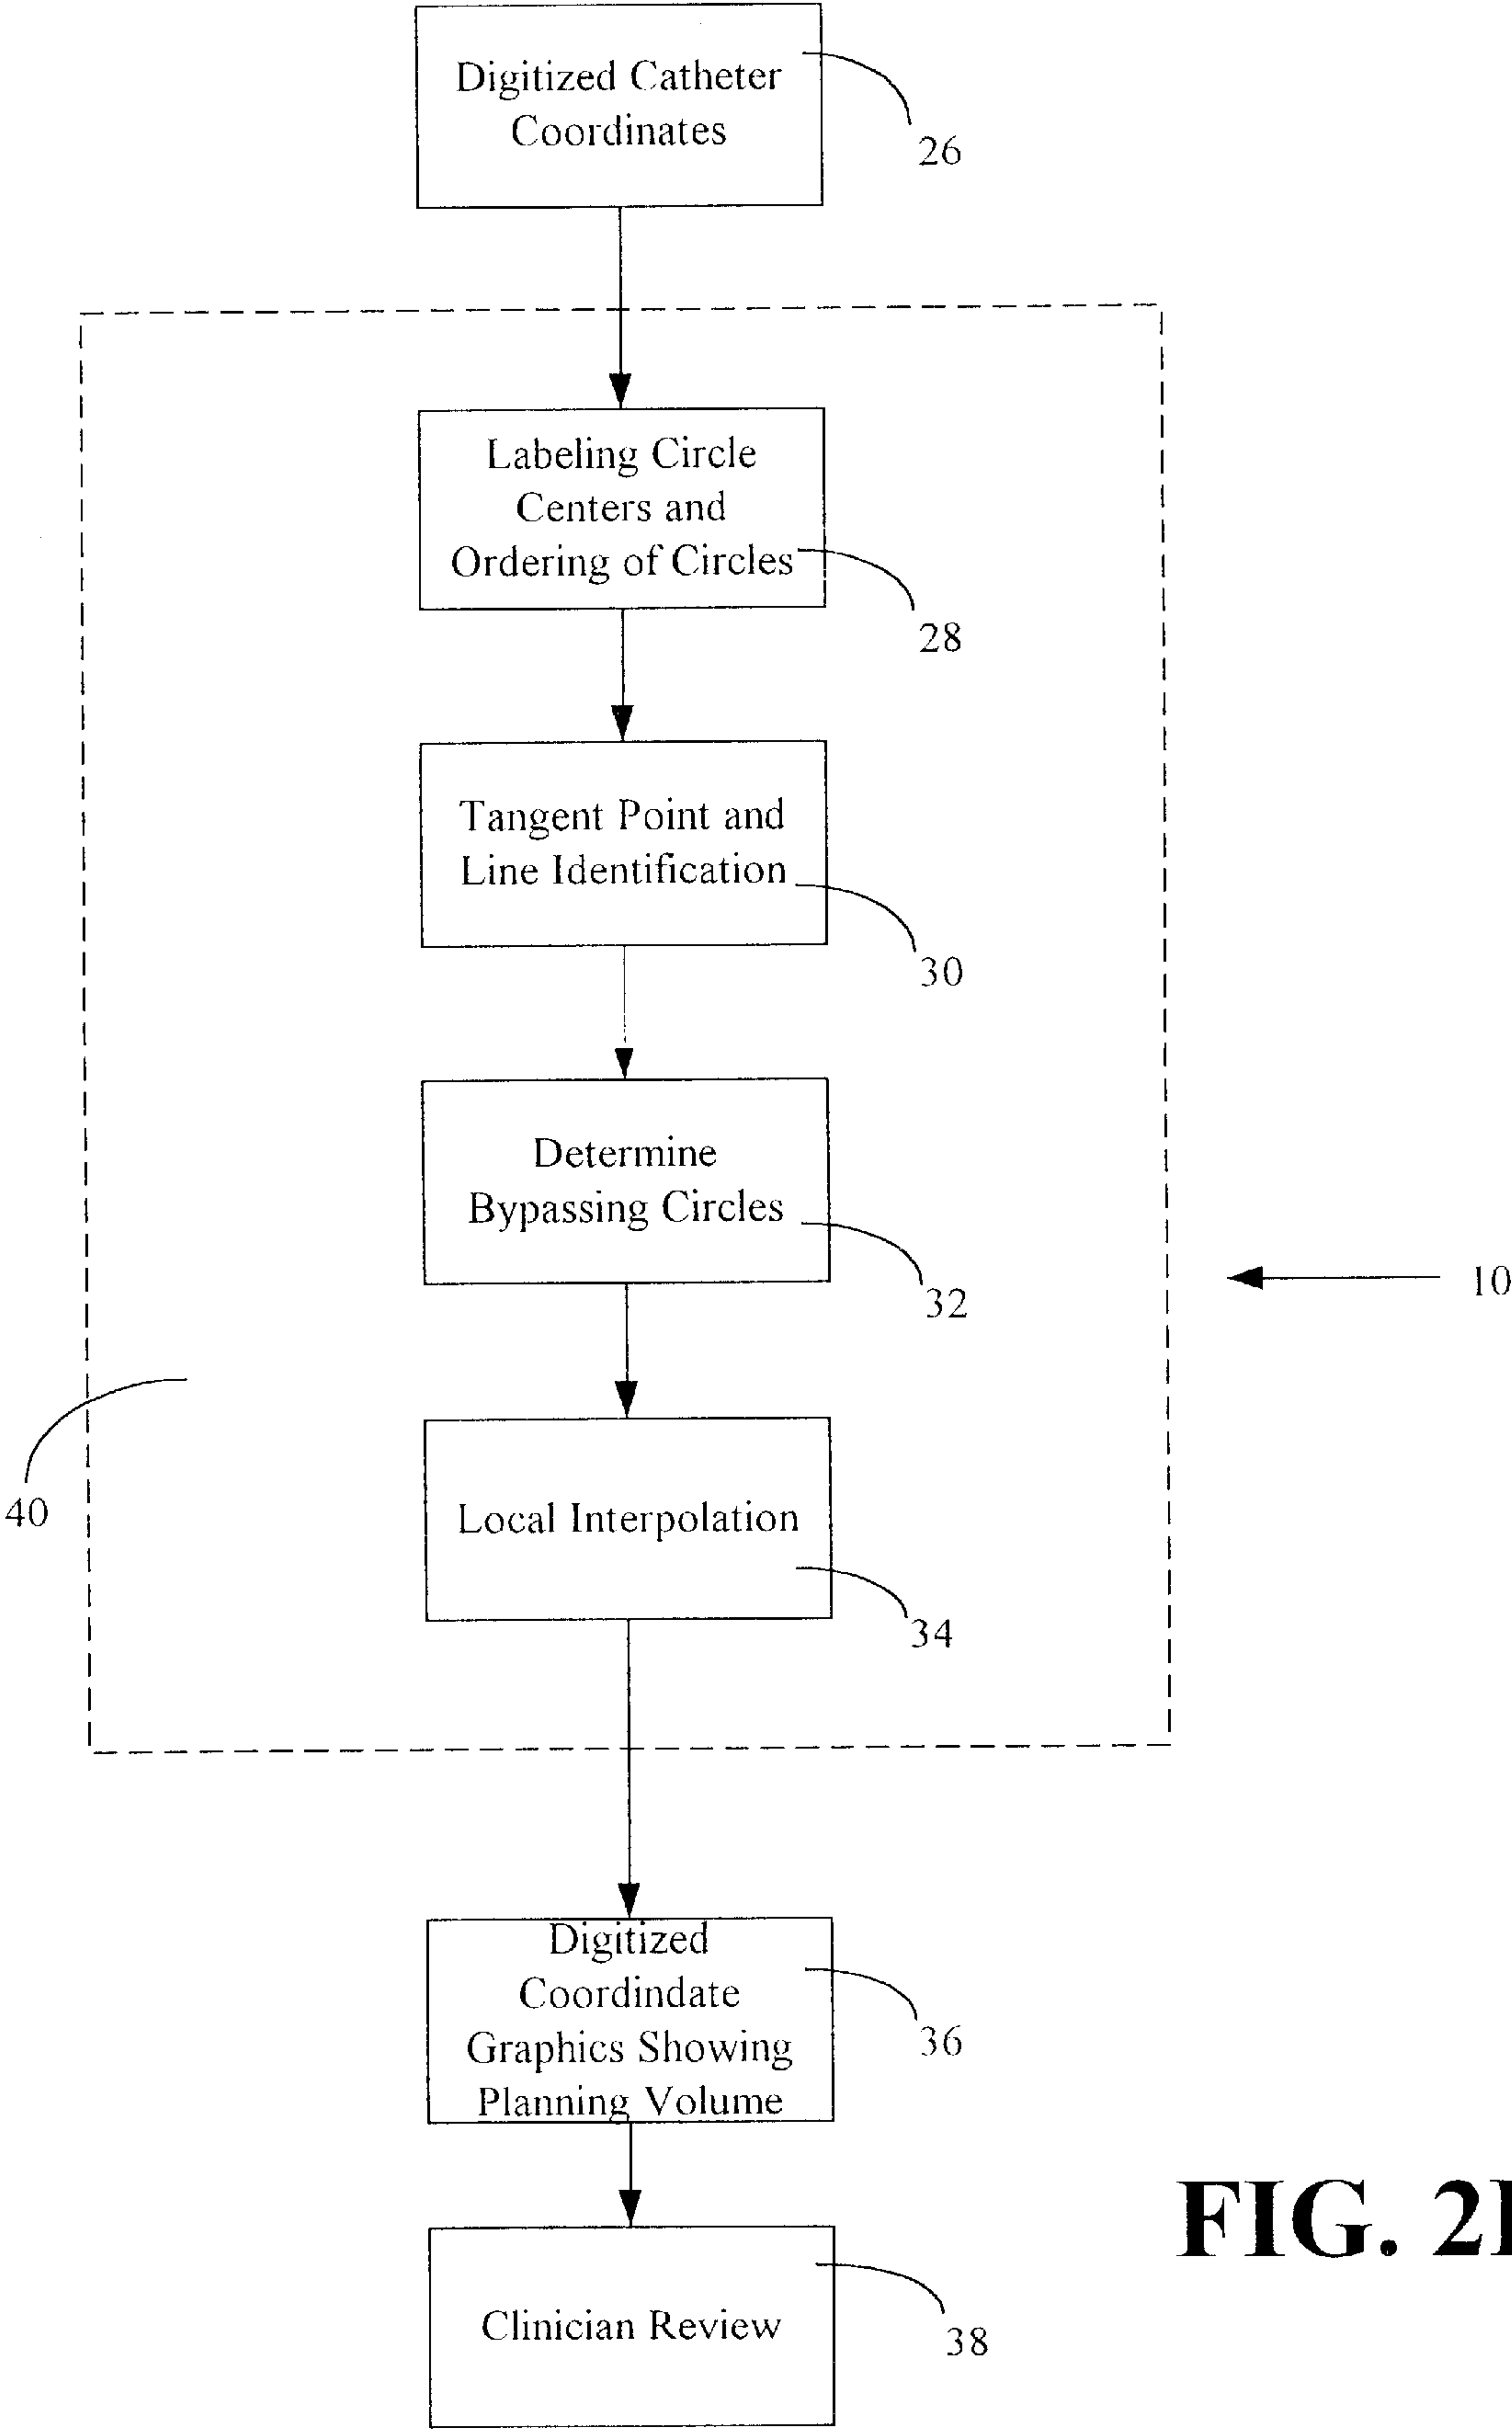 Digitized Catheter
Coordinates
26
Labeling Circle
Centers and
Ordering of Circles
28
Tangent Point and
Line Identification
30
Determine
Bypassing Circles
32
10
Local Interpolation
40
34
Digitized
Coordindate
Graphics Showing
Planning Volume
36
FIG.
Clinician Review
38